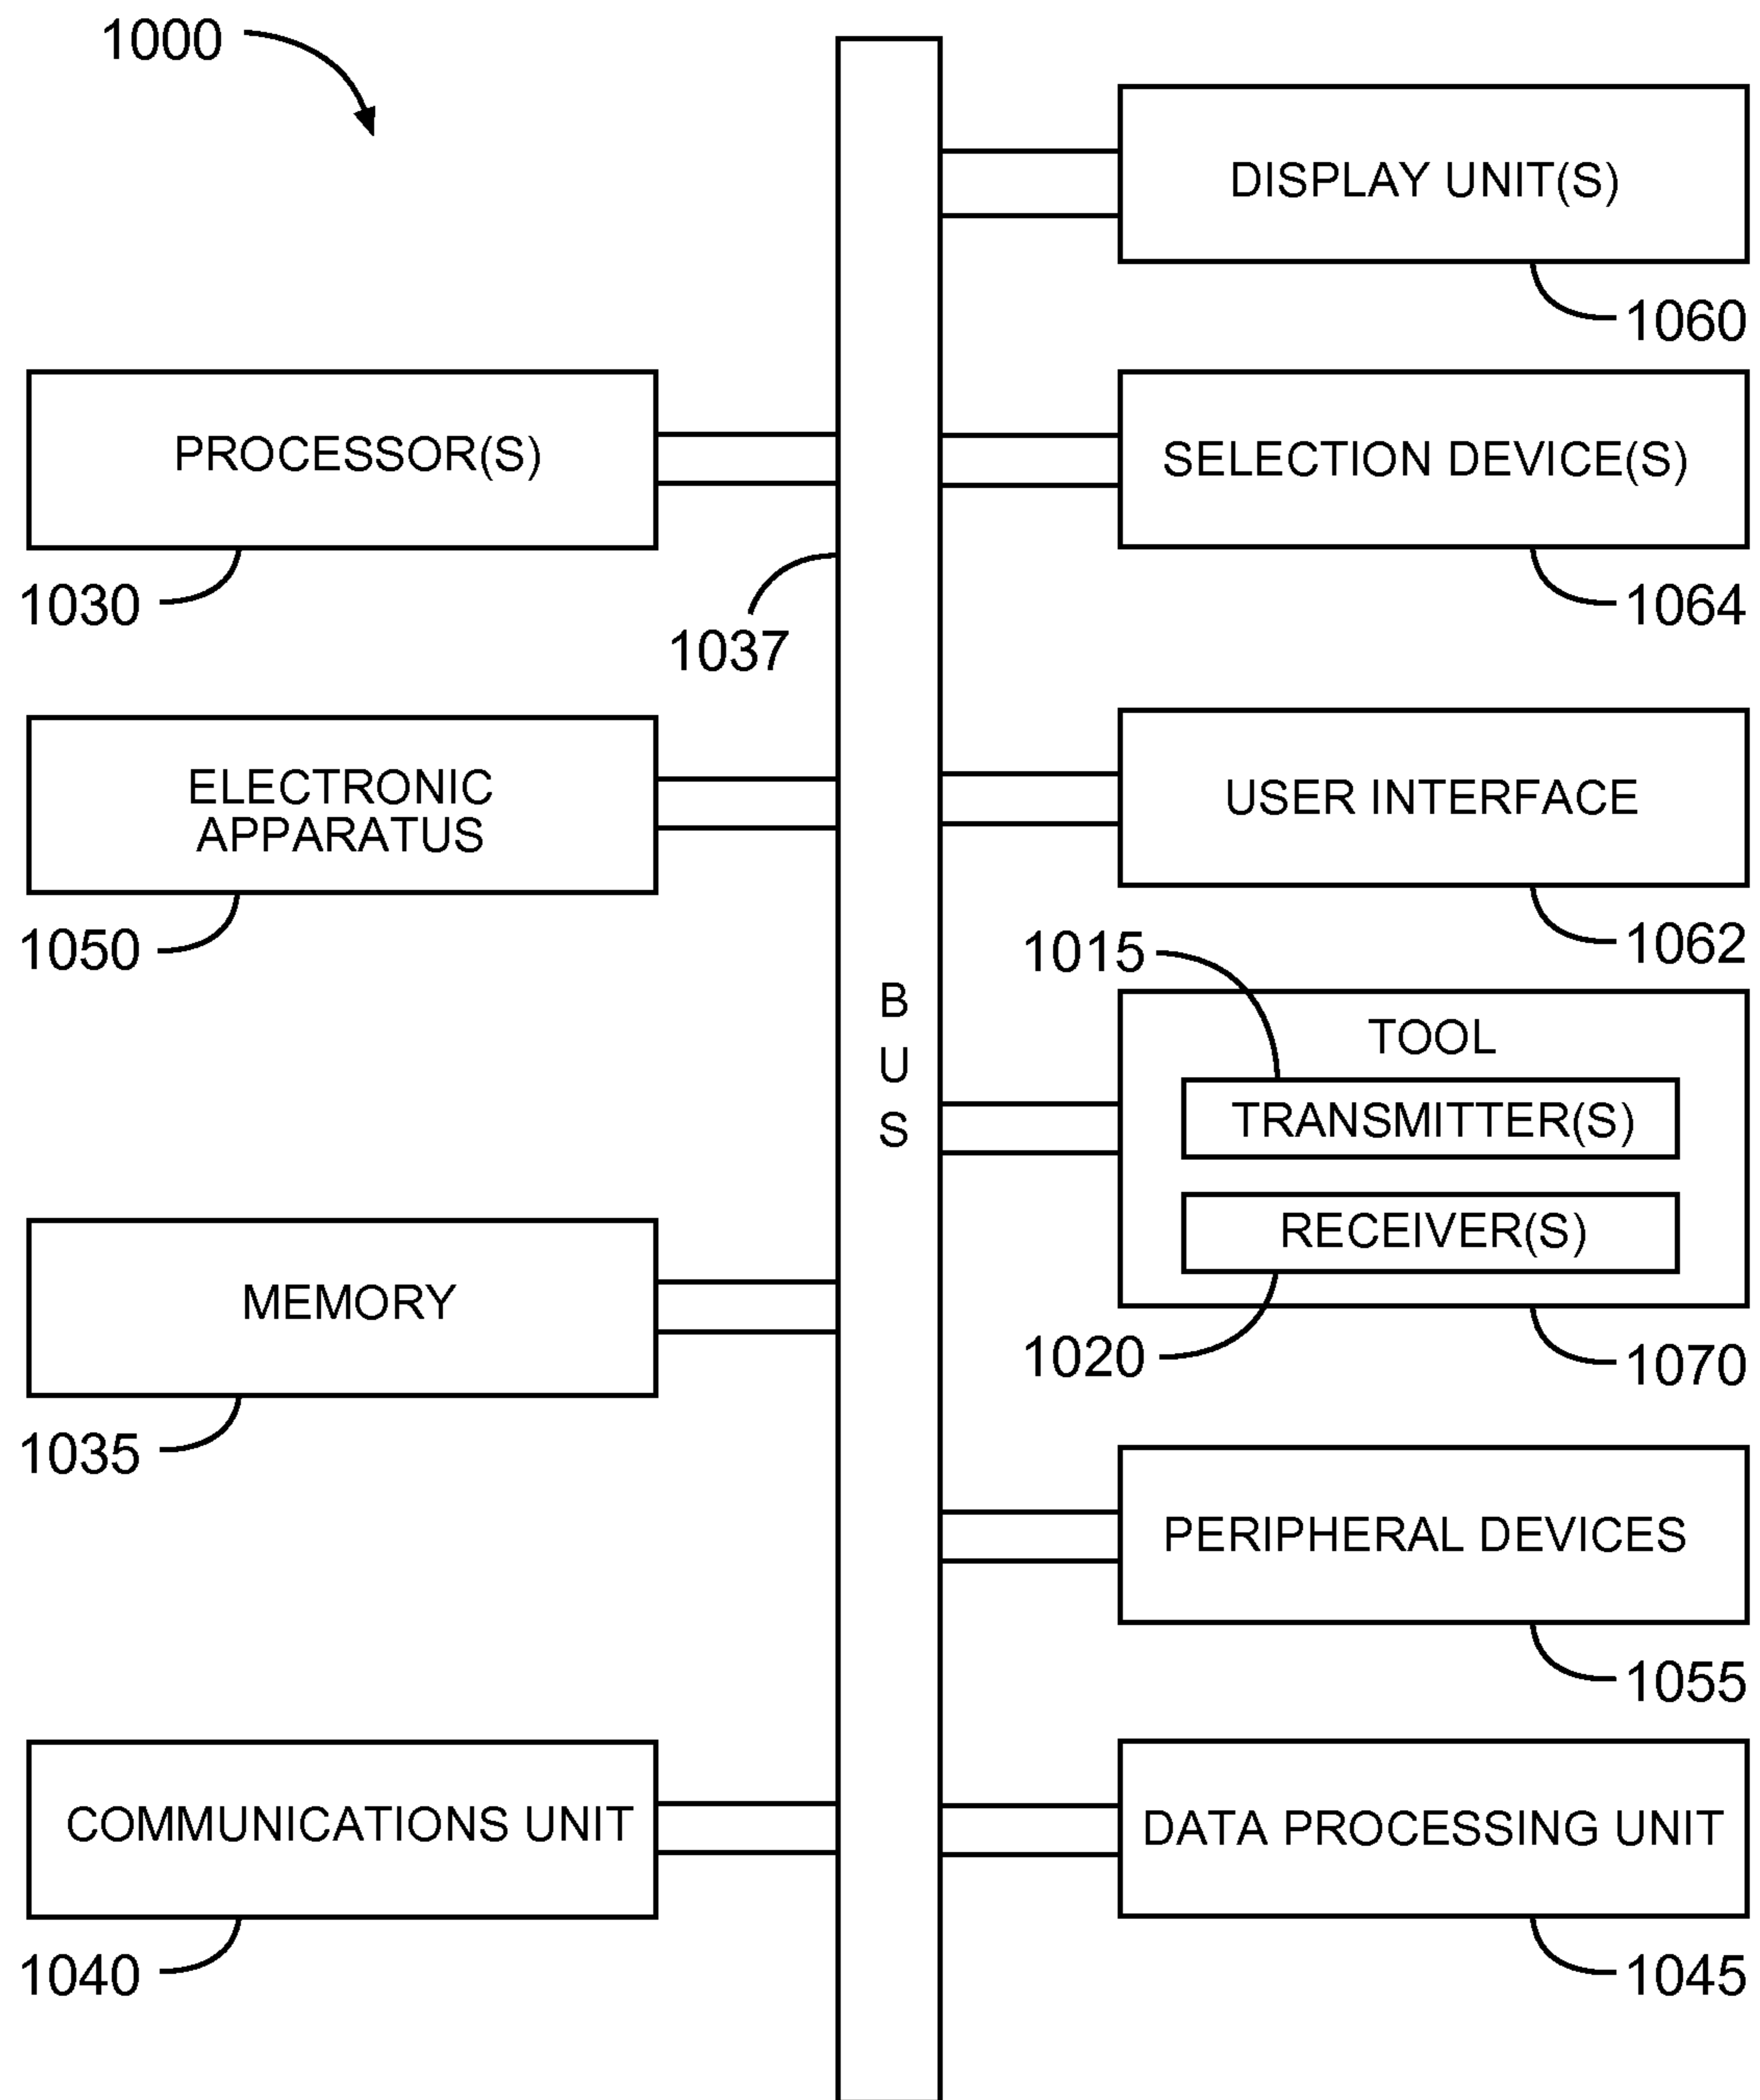 1000
DISPLAY UNIT(S)
1060
PROCESSOR(S)
1030
SELECTION DEVICE(S)
1064
1037
ELECTRONIC
APPARATUS
1050
USER INTERFACE
1062
B
U
S
1015
TOOL
TRANSMITTER(S)
RECEIVER(S)
1020
1070
MEMORY
1035
PERIPHERAL DEVICES
1055
COMMUNICATIONS UNIT
1040
DATA PROCESSING UNIT
1045